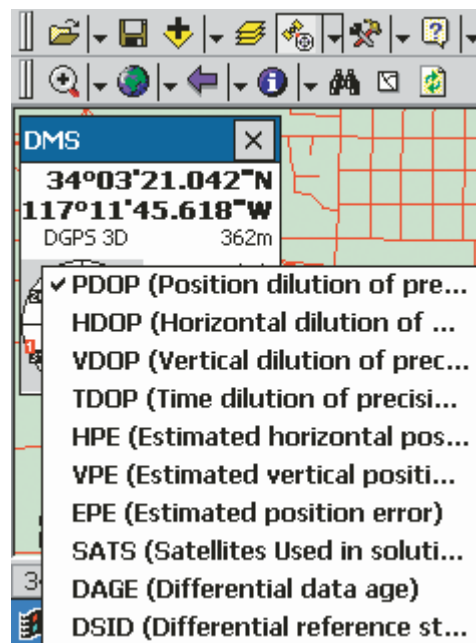 DMS
34°03'21.042"N
117°11'45.618"W
DGPS 3D 362m
PDOP (Position dilution of pre...
HDOP (Horizontal dilution of ...
VDOP (Vertical dilution of prec...
TDOP (Time dilution of precisi...
HPE (Estimated horizontal pos...
VPE (Estimated vertical positi...
EPE (Estimated position error)
SATS (Satellites Used in soluti...
DAGE (Differential data age)
DSID (Differential reference st...